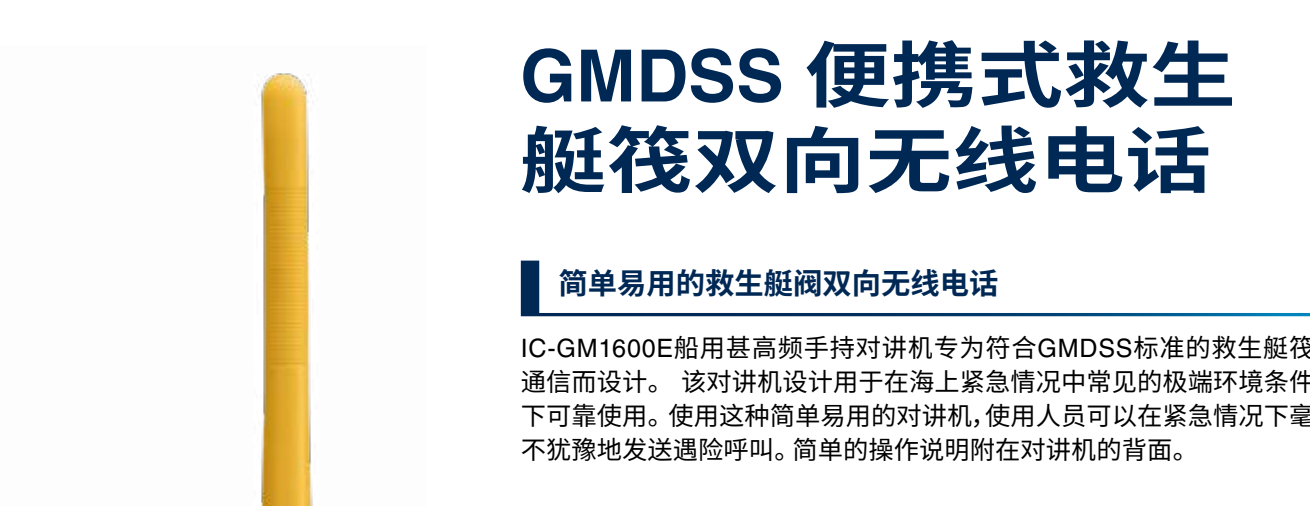 GMDSS 便携式救生
艇筏双向无线电话
简单易用的救生艇阀双向无线电话
IC-GM1600E船用甚高频手持对讲机专为符合GMDSS标准的救生艇筏
通信而设计。 该对讲机设计用于在海上紧急情况中常见的极端环境条件
下可靠使用。使用这种简单易用的对讲机，使用人员可以在紧急情况下毫
不犹豫地发送遇险呼叫。简单的操作说明附在对讲机的背面。